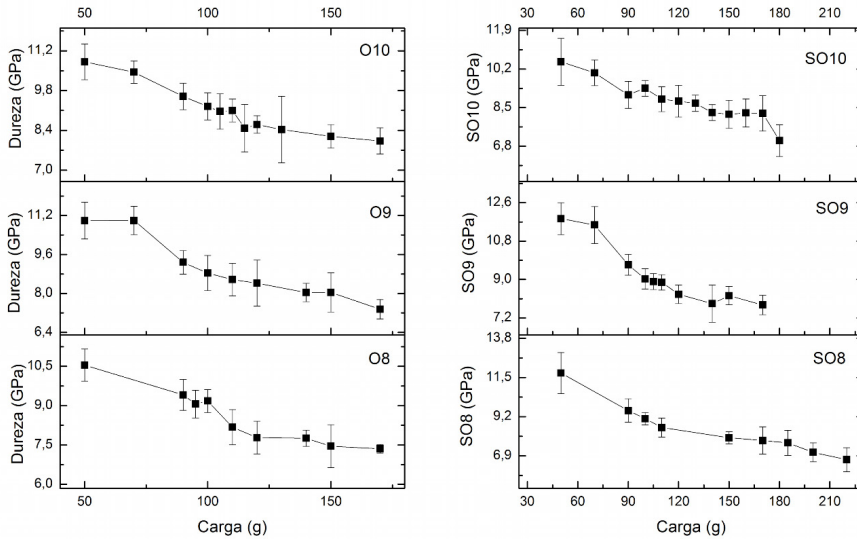 50 100 150
11,2
9,8
8,4
7,0
Dureza (GPa)
O10
11,2
9,6
8,0
6,4
Dureza (GPa)
O9
10,5
9,0
7,5
6,0
Dureza (GPa)
O8
50 100 150
Carga (g)
30 60 90 120 150 180 210
11,9
10,2
8,5
6,8
SO10 (GPa)
SO10
12,6
10,8
9,0
7,2
SO9 (GPa)
SO9
13,8
11,5
9,2
6,9
SO8 (GPa)
SO8
30 60 90 120 150 180 210
Carga (g)